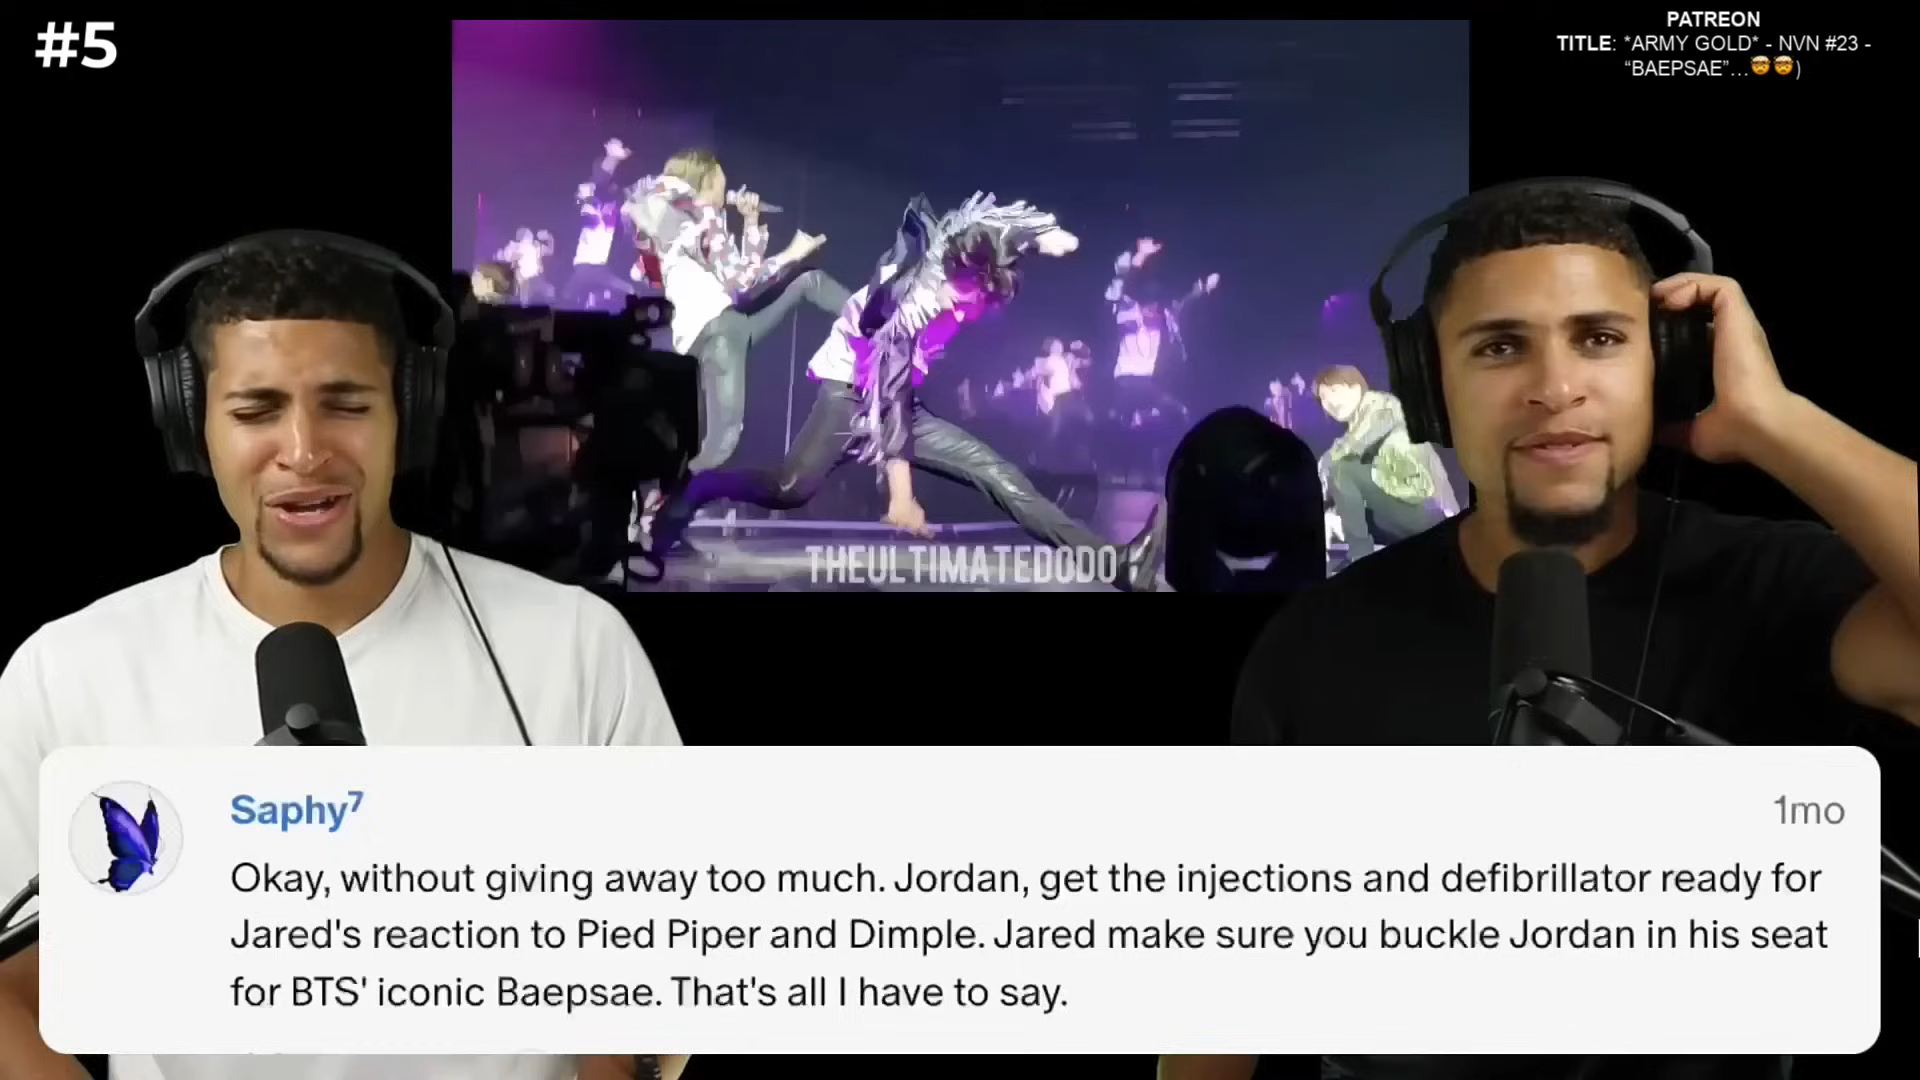 #5
PATREON
TITLE: *ARMY GOLD* - NVN #23 -
“BAEPSAE”…🤯🤯)
THEULTIMATEDODO
Saphy⁷
1mo
Okay, without giving away too much. Jordan, get the injections and defibrillator ready for
Jared's reaction to Pied Piper and Dimple. Jared make sure you buckle Jordan in his seat
for BTS' iconic Baepsae. That's all I have to say.